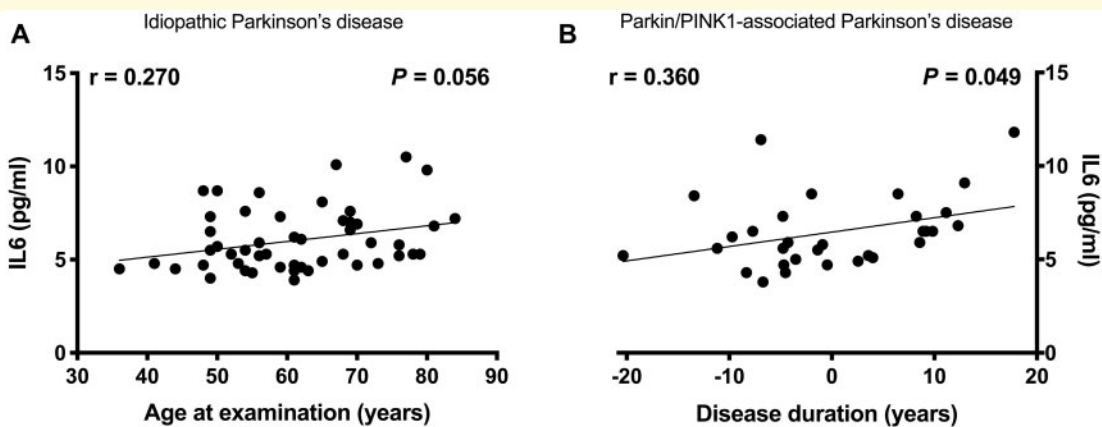 Idiopathic Parkinson's disease
Parkin/PINK1-associated Parkinson's disease
A
B
r = 0.270
P = 0.056
r = 0.360
P = 0.049
15
10
5
0
IL6 (pg/ml)
30 40 50 60 70 80 90
Age at examination (years)
15
10
5
0
IL6 (pg/ml)
-20 -10 0 10 20
Disease duration (years)